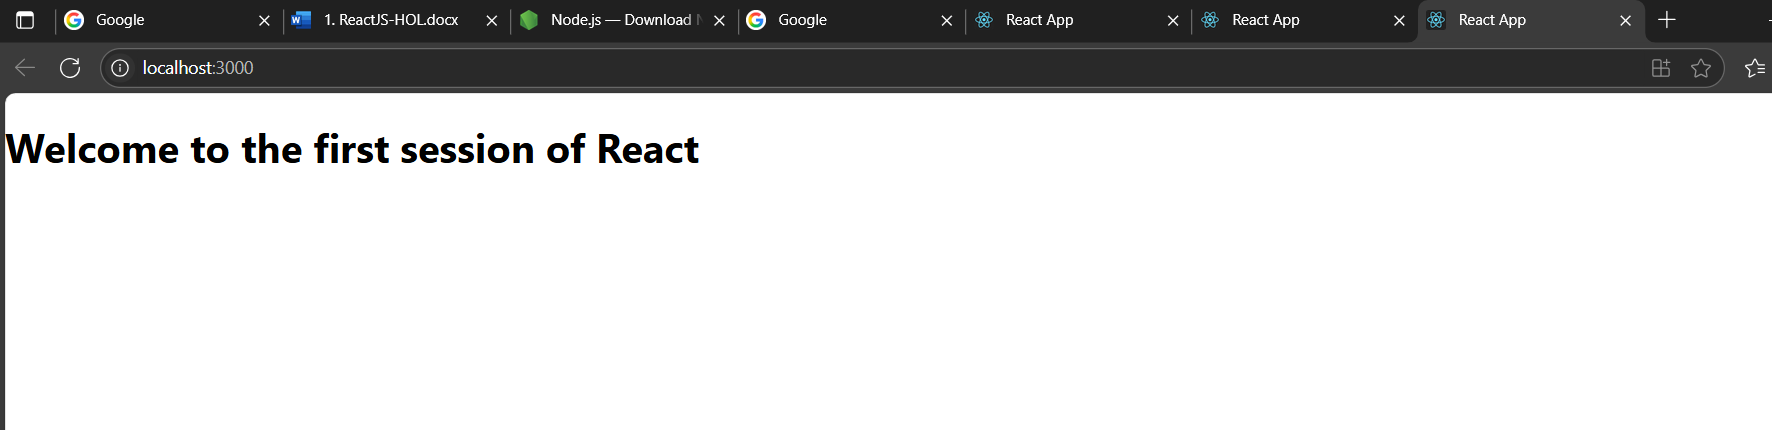 Google
1. ReactJS-HOL.docx
Node.js — Download
Google
React App
React App
React App
localhost:3000
Welcome to the first session of React